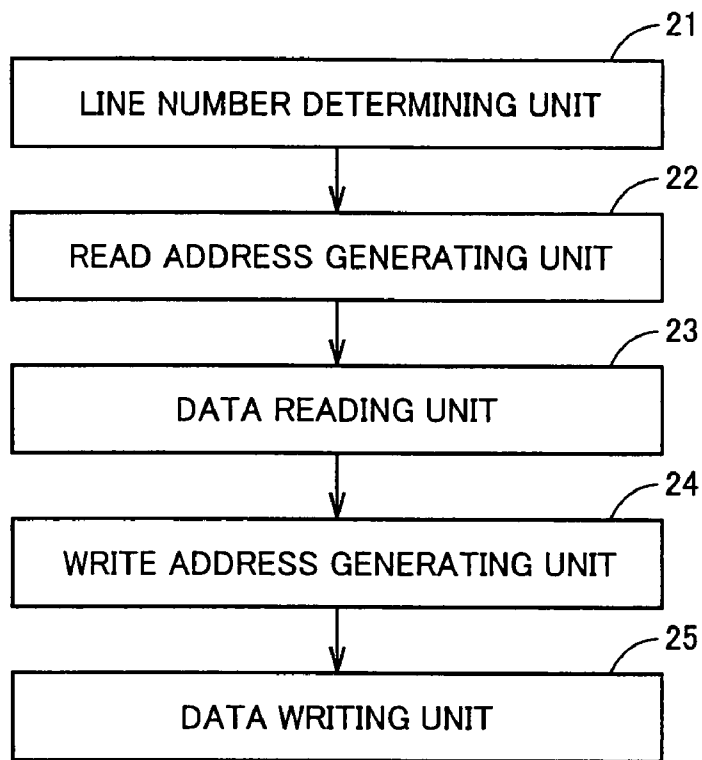 21
LINE NUMBER DETERMINING UNIT
22
READ ADDRESS GENERATING UNIT
23
DATA READING UNIT
24
WRITE ADDRESS GENERATING UNIT
25
DATA WRITING UNIT